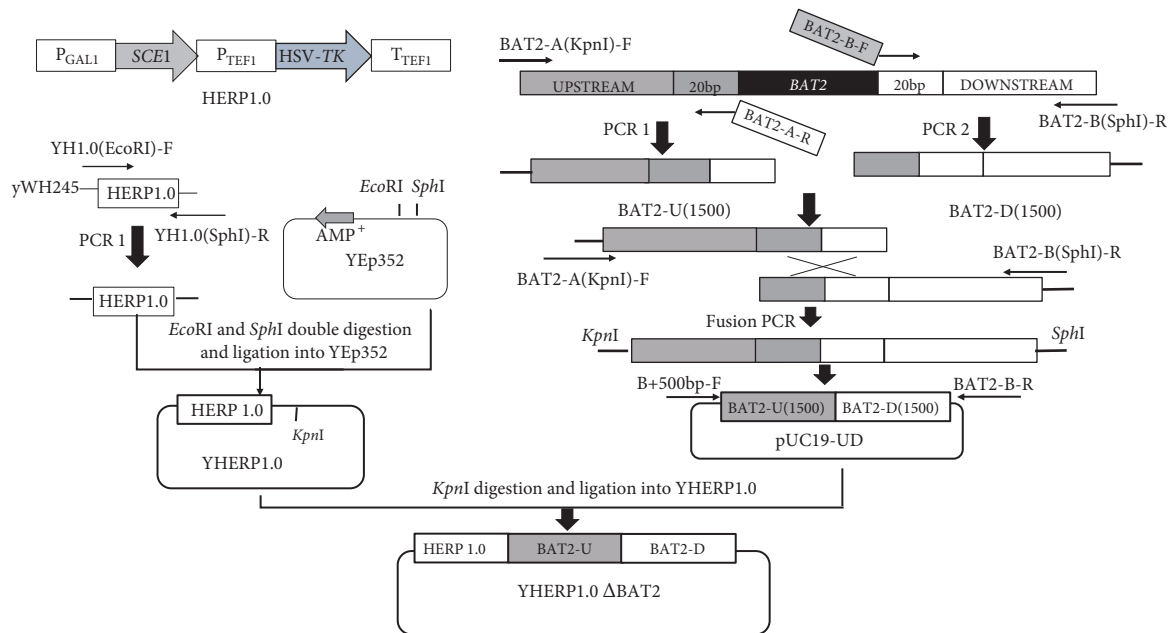 P_GAL1 SCE1 P_TEF1 HSV-TK T_TEF1
HERP1.0
YH1.0(EcoRI)-F
yWH245 HERP1.0
YH1.0(SphI)-R
PCR 1
HERP1.0
EcoRI SphI
AMP+
YEp352
EcoRI and SphI double digestion
and ligation into YEp352
HERP 1.0
KpnI
YHERP1.0
BAT2-A(KpnI)-F
BAT2-B-F
UPSTREAM 20bp BAT2 20bp DOWNSTREAM
BAT2-A-R
BAT2-B(SphI)-R
PCR 1
PCR 2
BAT2-U(1500)
BAT2-D(1500)
BAT2-A(KpnI)-F
BAT2-B(SphI)-R
Fusion PCR
KpnI
SphI
B+500bp-F
BAT2-B-R
BAT2-U(1500) BAT2-D(1500)
pUC19-UD
KpnI digestion and ligation into YHERP1.0
HERP 1.0 BAT2-U BAT2-D
YHERP1.0 ΔBAT2